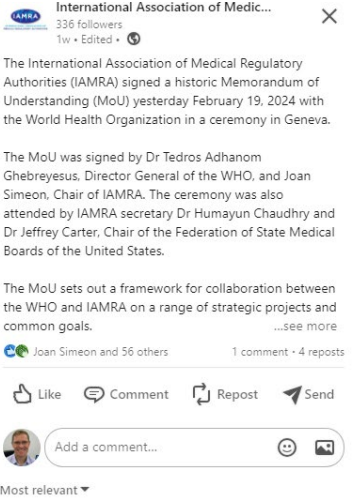 International Association of Medic...
IAMRA
336 followers
1w • Edited •
The International Association of Medical Regulatory
Authorities (IAMRA) signed a historic Memorandum of
Understanding (MoU) yesterday February 19, 2024 with
the World Health Organization in a ceremony in Geneva.
The MoU was signed by Dr Tedros Adhanom
Ghebreyesus, Director General of the WHO, and Joan
Simeon, Chair of IAMRA. The ceremony was also
attended by IAMRA secretary Dr Humayun Chaudhry and
Dr Jeffrey Carter, Chair of the Federation of State Medical
Boards of the United States.
The MoU sets out a framework for collaboration between
the WHO and IAMRA on a range of strategic projects and
common goals. ...see more
Joan Simeon and 56 others 1 comment • 4 reposts
Like Comment Repost Send
Add a comment...
Most relevant